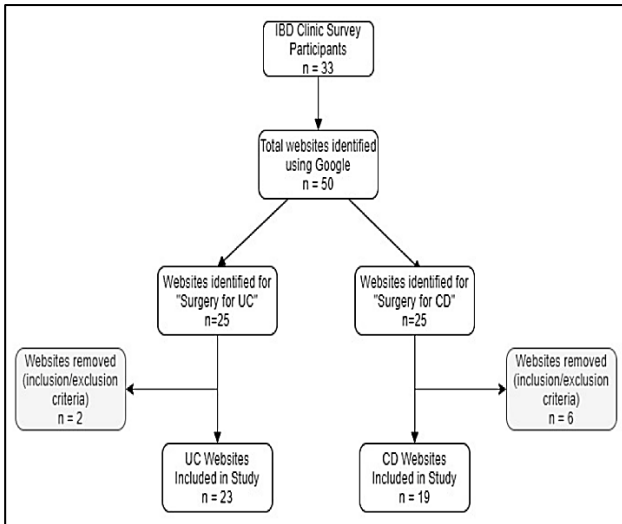 IBD Clinic Survey
Participants
n = 33
Total websites identified
using Google
n = 50
Websites identified for
"Surgery for UC"
n=25
Websites identified for
"Surgery for CD"
n=25
Websites removed
(inclusion/exclusion
criteria)
n = 2
Websites removed
(inclusion/exclusion
criteria)
n = 6
UC Websites
Included in Study
n = 23
CD Websites
Included in Study
n = 19